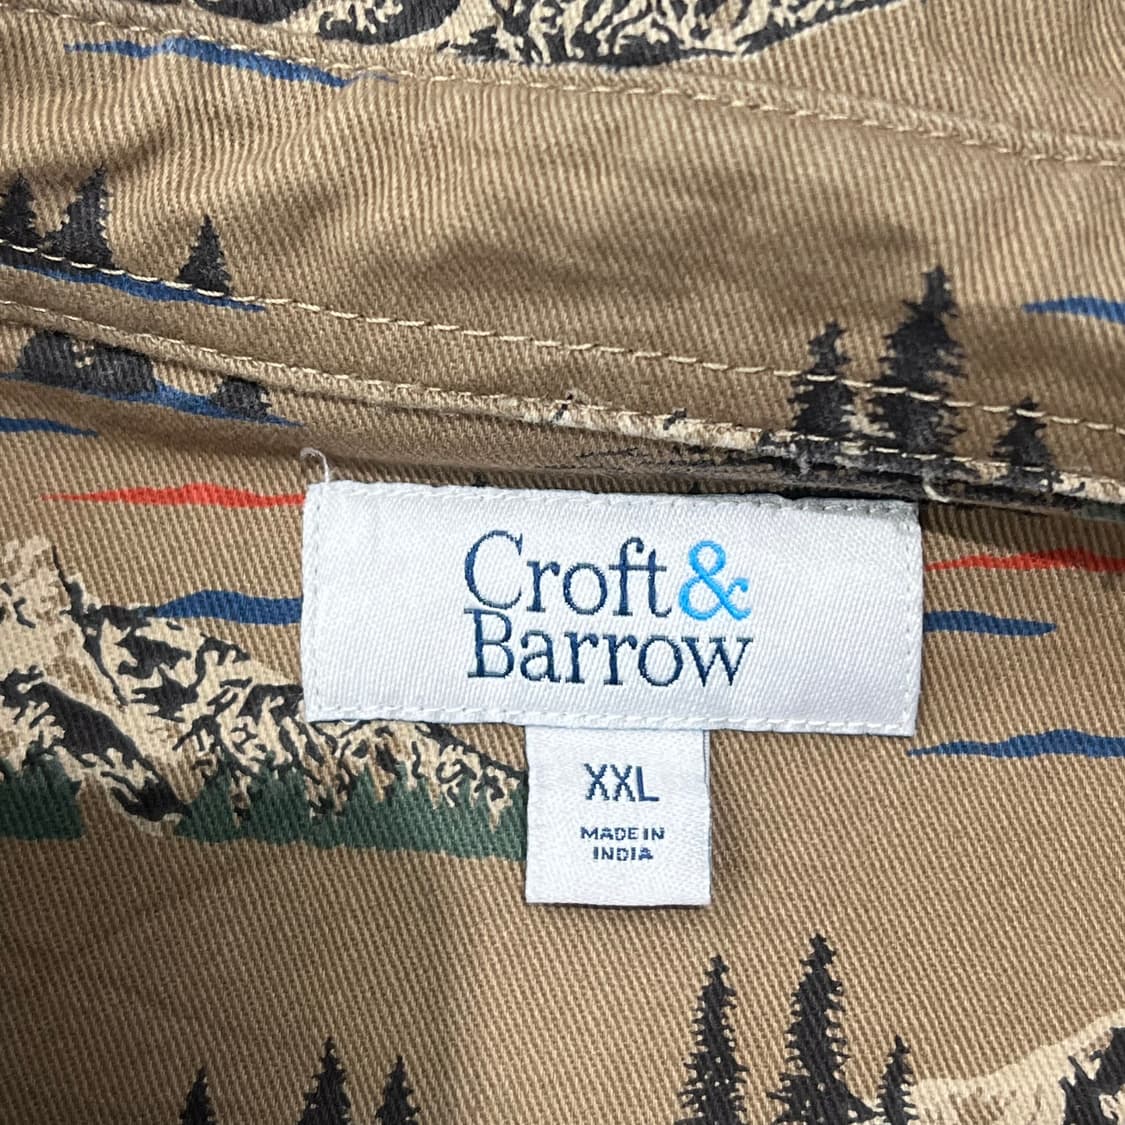 Croft&
Barrow
XXL
MADE IN
INDIA